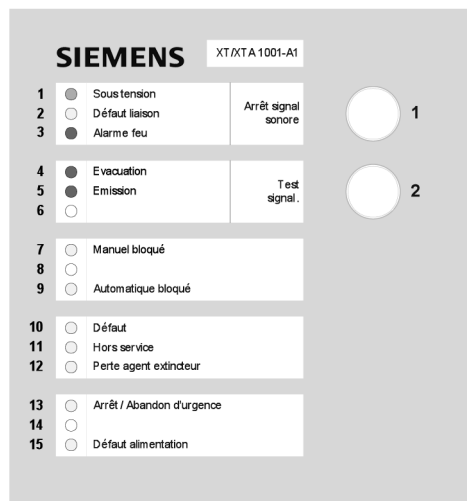 SIEMENS XT/XTA 1001-A1
1 Sous tension
2 Défaut liaison
3 Alarme feu
Arrêt signal
sonore
1
4 Evacuation
5 Emission
6
Test
signal.
2
7 Manuel bloqué
8
9 Automatique bloqué
10 Défaut
11 Hors service
12 Perte agent extincteur
13 Arrêt / Abandon d'urgence
14
15 Défaut alimentation